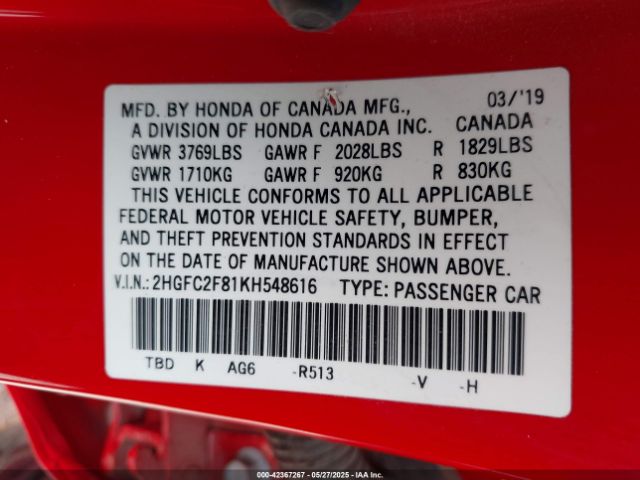 MFD. BY HONDA OF CANADA MFG., 03/'19
A DIVISION OF HONDA CANADA INC. CANADA
GVWR 3769LBS GAWR F 2028LBS R 1829LBS
GVWR 1710KG GAWR F 920KG R 830KG
THIS VEHICLE CONFORMS TO ALL APPLICABLE
FEDERAL MOTOR VEHICLE SAFETY, BUMPER,
AND THEFT PREVENTION STANDARDS IN EFFECT
ON THE DATE OF MANUFACTURE SHOWN ABOVE.
V.I.N.: 2HGFC2F81KH548616 TYPE: PASSENGER CAR
TBD K AG6 -R513 -V -H
000-42367267 - 05/27/2025 - IAA Inc.